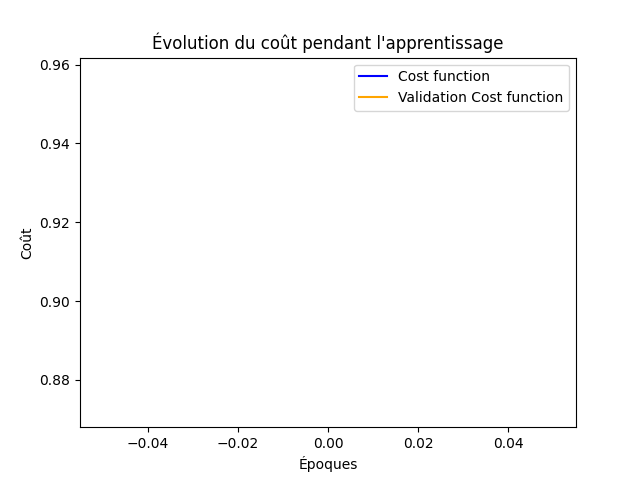 Évolution du coût pendant l'apprentissage
Cost function
Validation Cost function
0.96
0.94
0.92
0.90
0.88
Coût
−0.04
−0.02
0.00
0.02
0.04
Époques